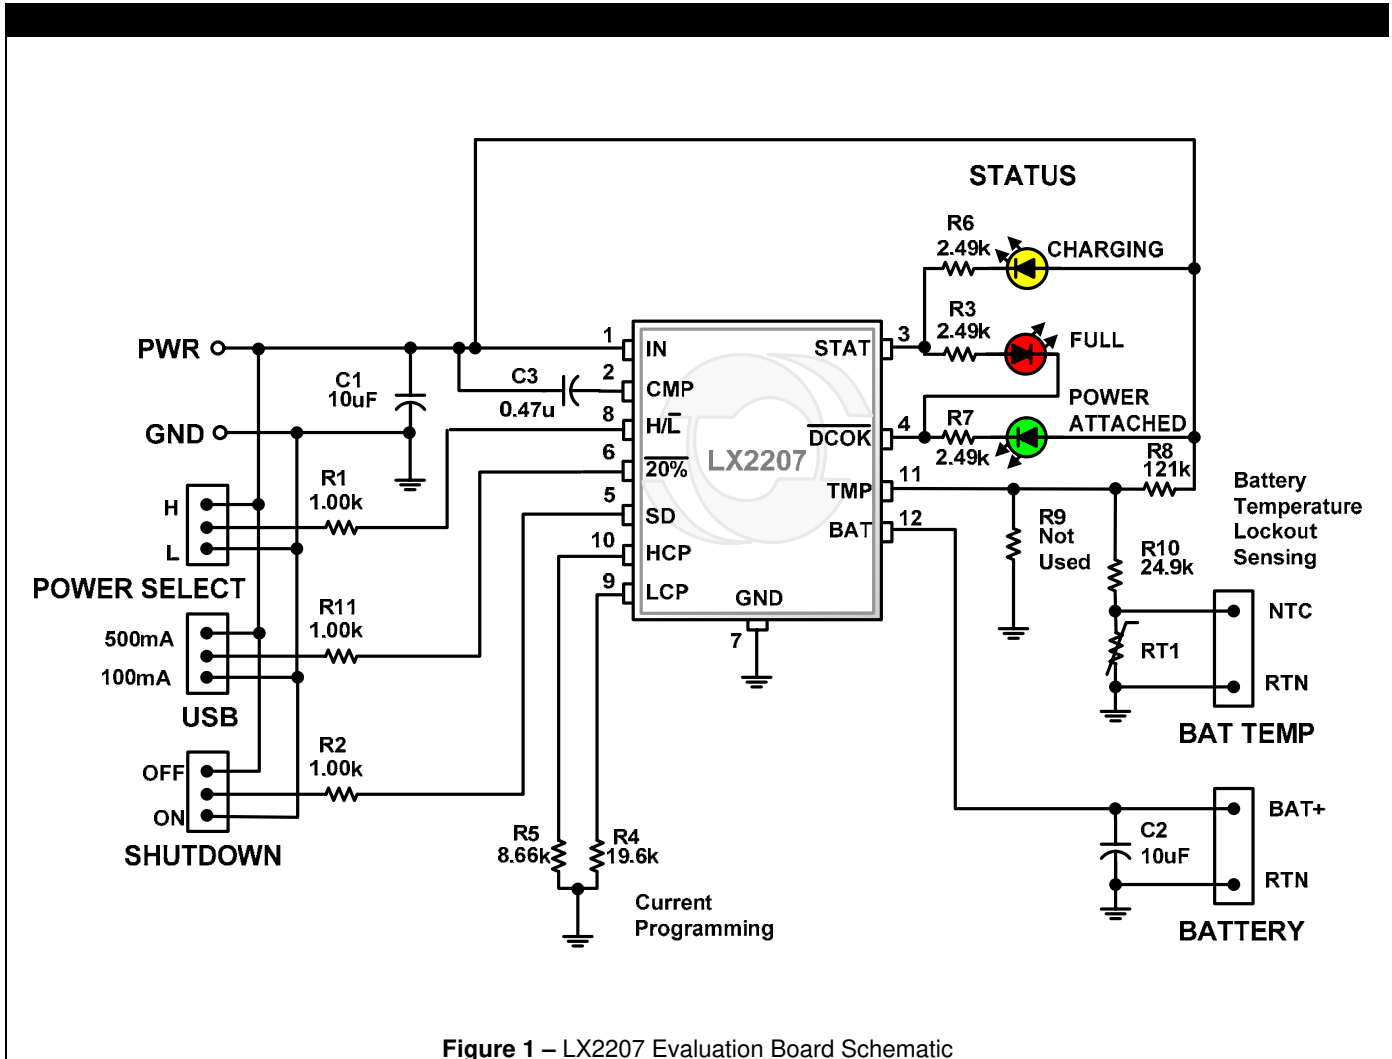 STATUS
R6
2.49k
CHARGING
R3
2.49k
FULL
POWER
ATTACHED
R7
2.49k
R8
121k
PWR
GND
C1
10uF
C3
0.47u
1
IN
2
CMP
8
H/L̅
6
2̅0̅%̅
5
SD
10
HCP
9
LCP
LX2207
GND
7
STAT
3
D̅C̅O̅K̅
4
TMP
11
BAT
12
H
L
POWER SELECT
R1
1.00k
500mA
100mA
USB
R11
1.00k
OFF
ON
SHUTDOWN
R2
1.00k
R5
8.66k
R4
19.6k
Current
Programming
R9
Not
Used
R10
24.9k
RT1
Battery
Temperature
Lockout
Sensing
NTC
RTN
BAT TEMP
BAT+
C2
10uF
RTN
BATTERY
Figure 1 – LX2207 Evaluation Board Schematic